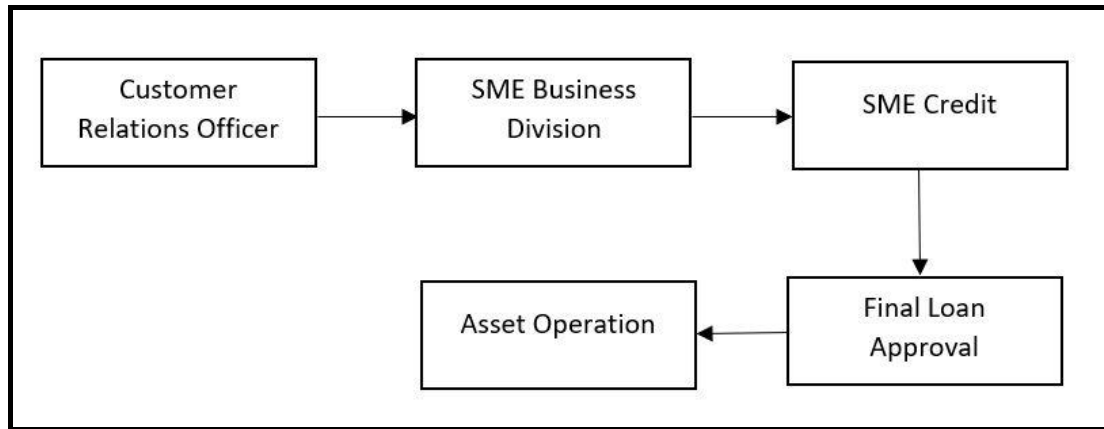 Customer
Relations Officer
SME Business
Division
SME Credit
Final Loan
Approval
Asset Operation